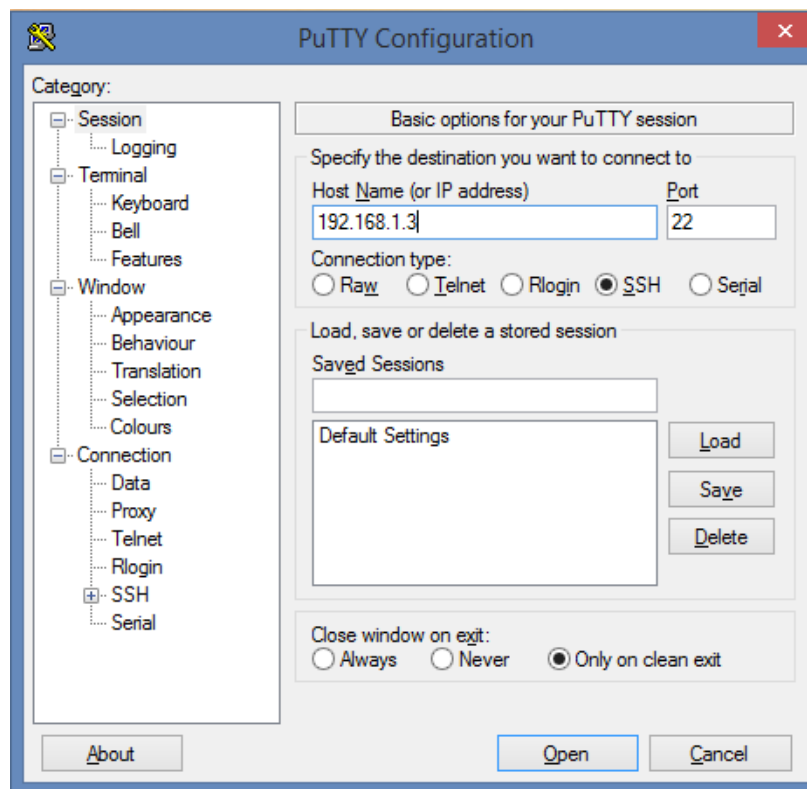 PuTTY Configuration
Category:
Session
Logging
Terminal
Keyboard
Bell
Features
Window
Appearance
Behaviour
Translation
Selection
Colours
Connection
Data
Proxy
Telnet
Rlogin
SSH
Serial
Basic options for your PuTTY session
Specify the destination you want to connect to
Host Name (or IP address) Port
192.168.1.3 22
Connection type:
Raw Telnet Rlogin SSH Serial
Load, save or delete a stored session
Saved Sessions
Default Settings
Load
Save
Delete
Close window on exit:
Always Never Only on clean exit
About Open Cancel